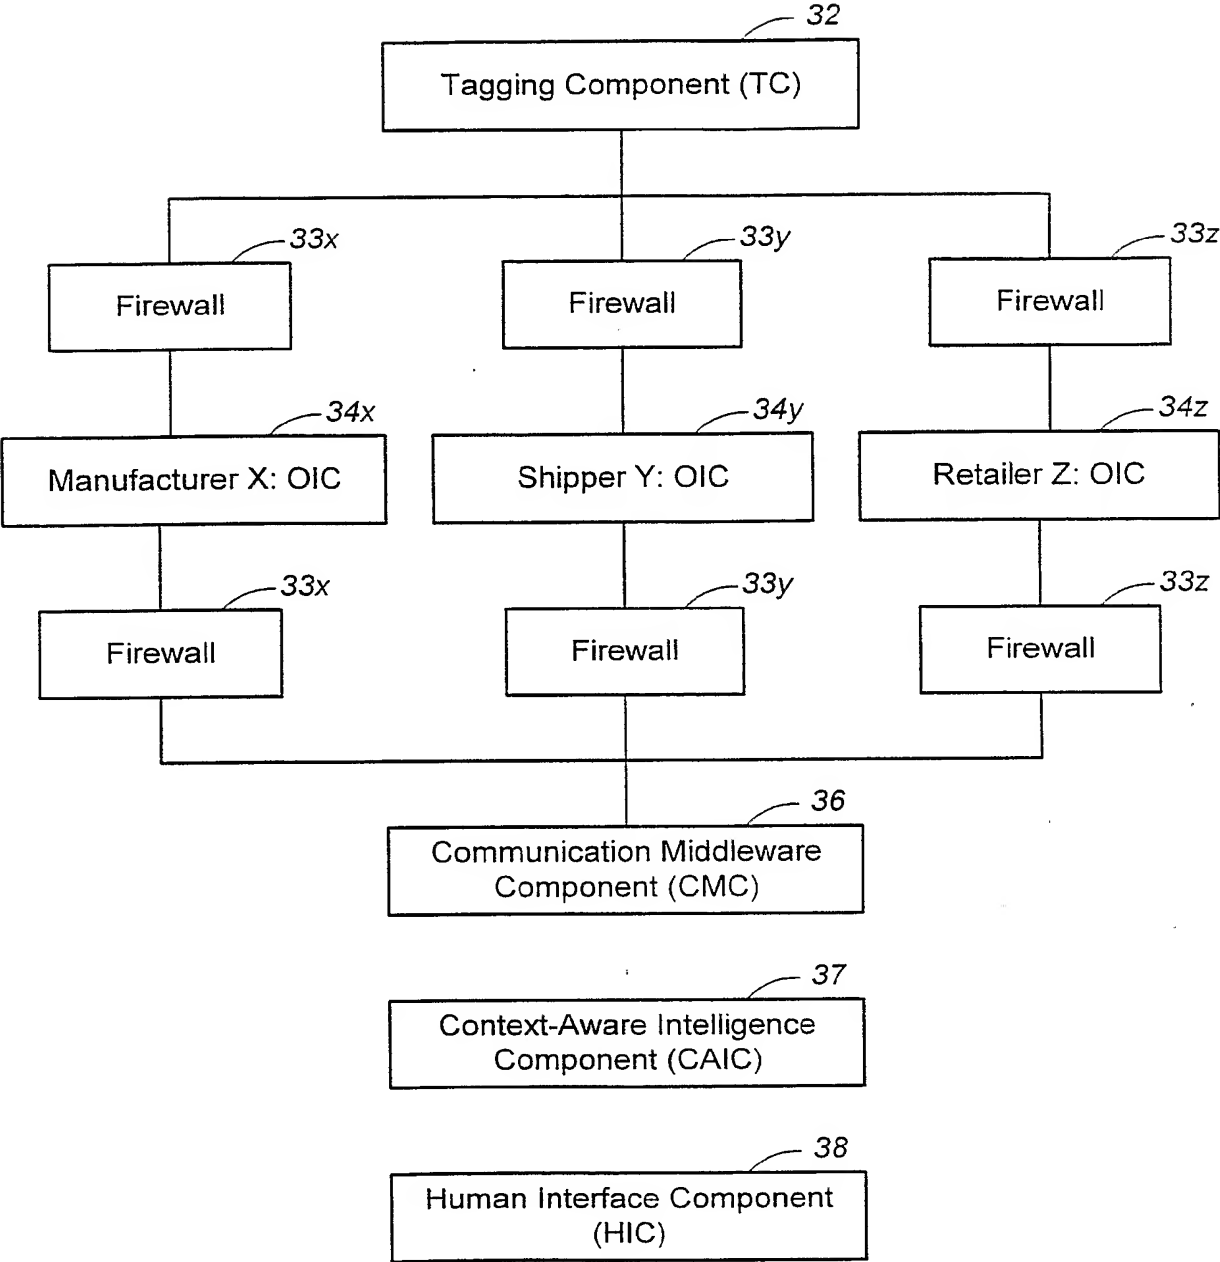 32
Tagging Component (TC)
33x
33y
33z
Firewall
Firewall
Firewall
34x
34y
34z
Manufacturer X: OIC
Shipper Y: OIC
Retailer Z: OIC
33x
33y
33z
Firewall
Firewall
Firewall
36
Communication Middleware
Component (CMC)
37
Context-Aware Intelligence
Component (CAIC)
38
Human Interface Component
(HIC)